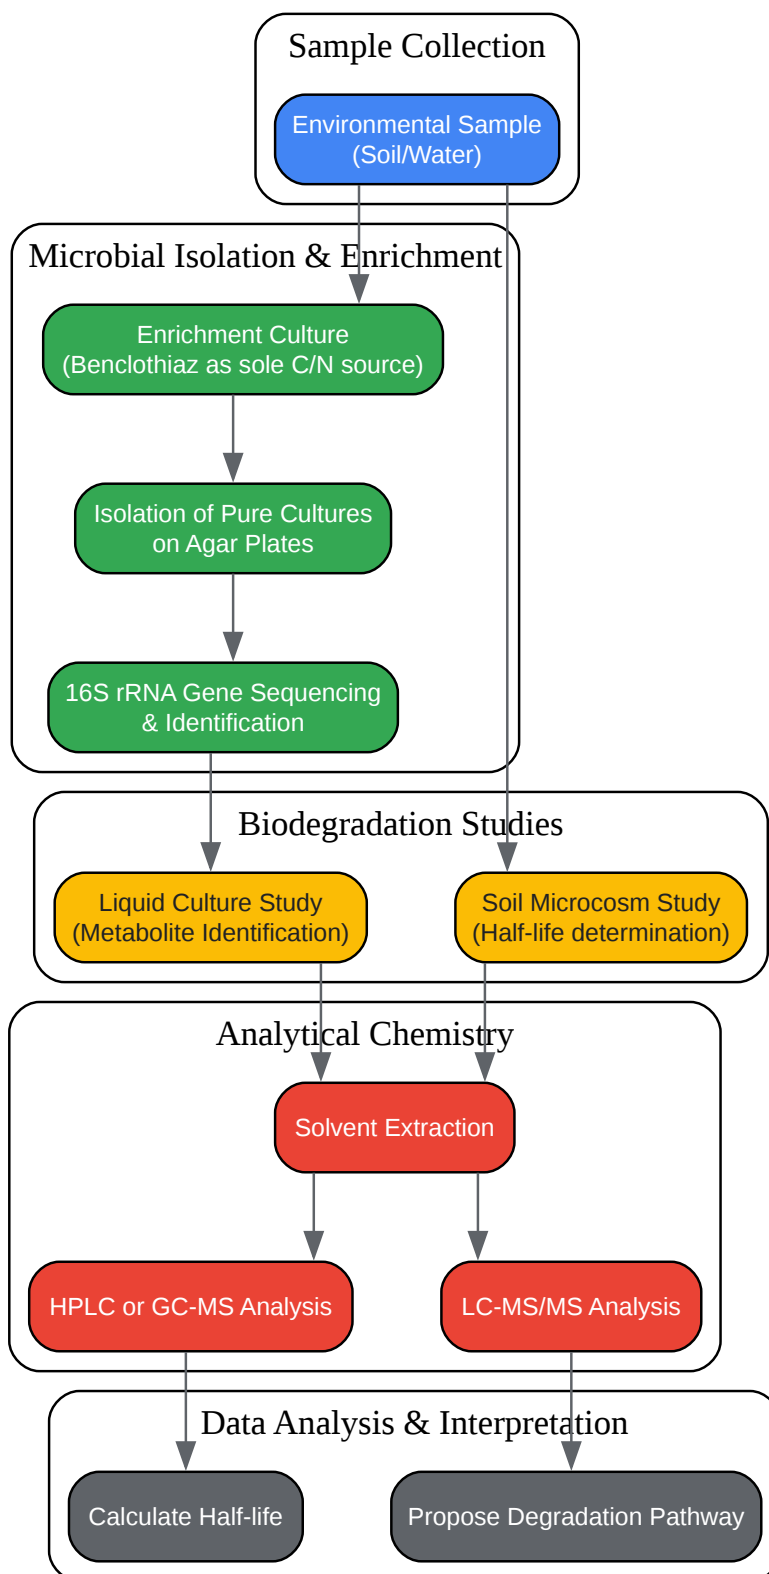 Sample Collection
Environmental Sample
(Soil/Water)
Microbial Isolation & Enrichment
Enrichment Culture
(Benclothiaz as sole C/N source)
Isolation of Pure Cultures
on Agar Plates
16S rRNA Gene Sequencing
& Identification
Biodegradation Studies
Liquid Culture Study
(Metabolite Identification)
Soil Microcosm Study
(Half-life determination)
Analytical Chemistry
Solvent Extraction
HPLC or GC-MS Analysis
LC-MS/MS Analysis
Data Analysis & Interpretation
Calculate Half-life
Propose Degradation Pathway